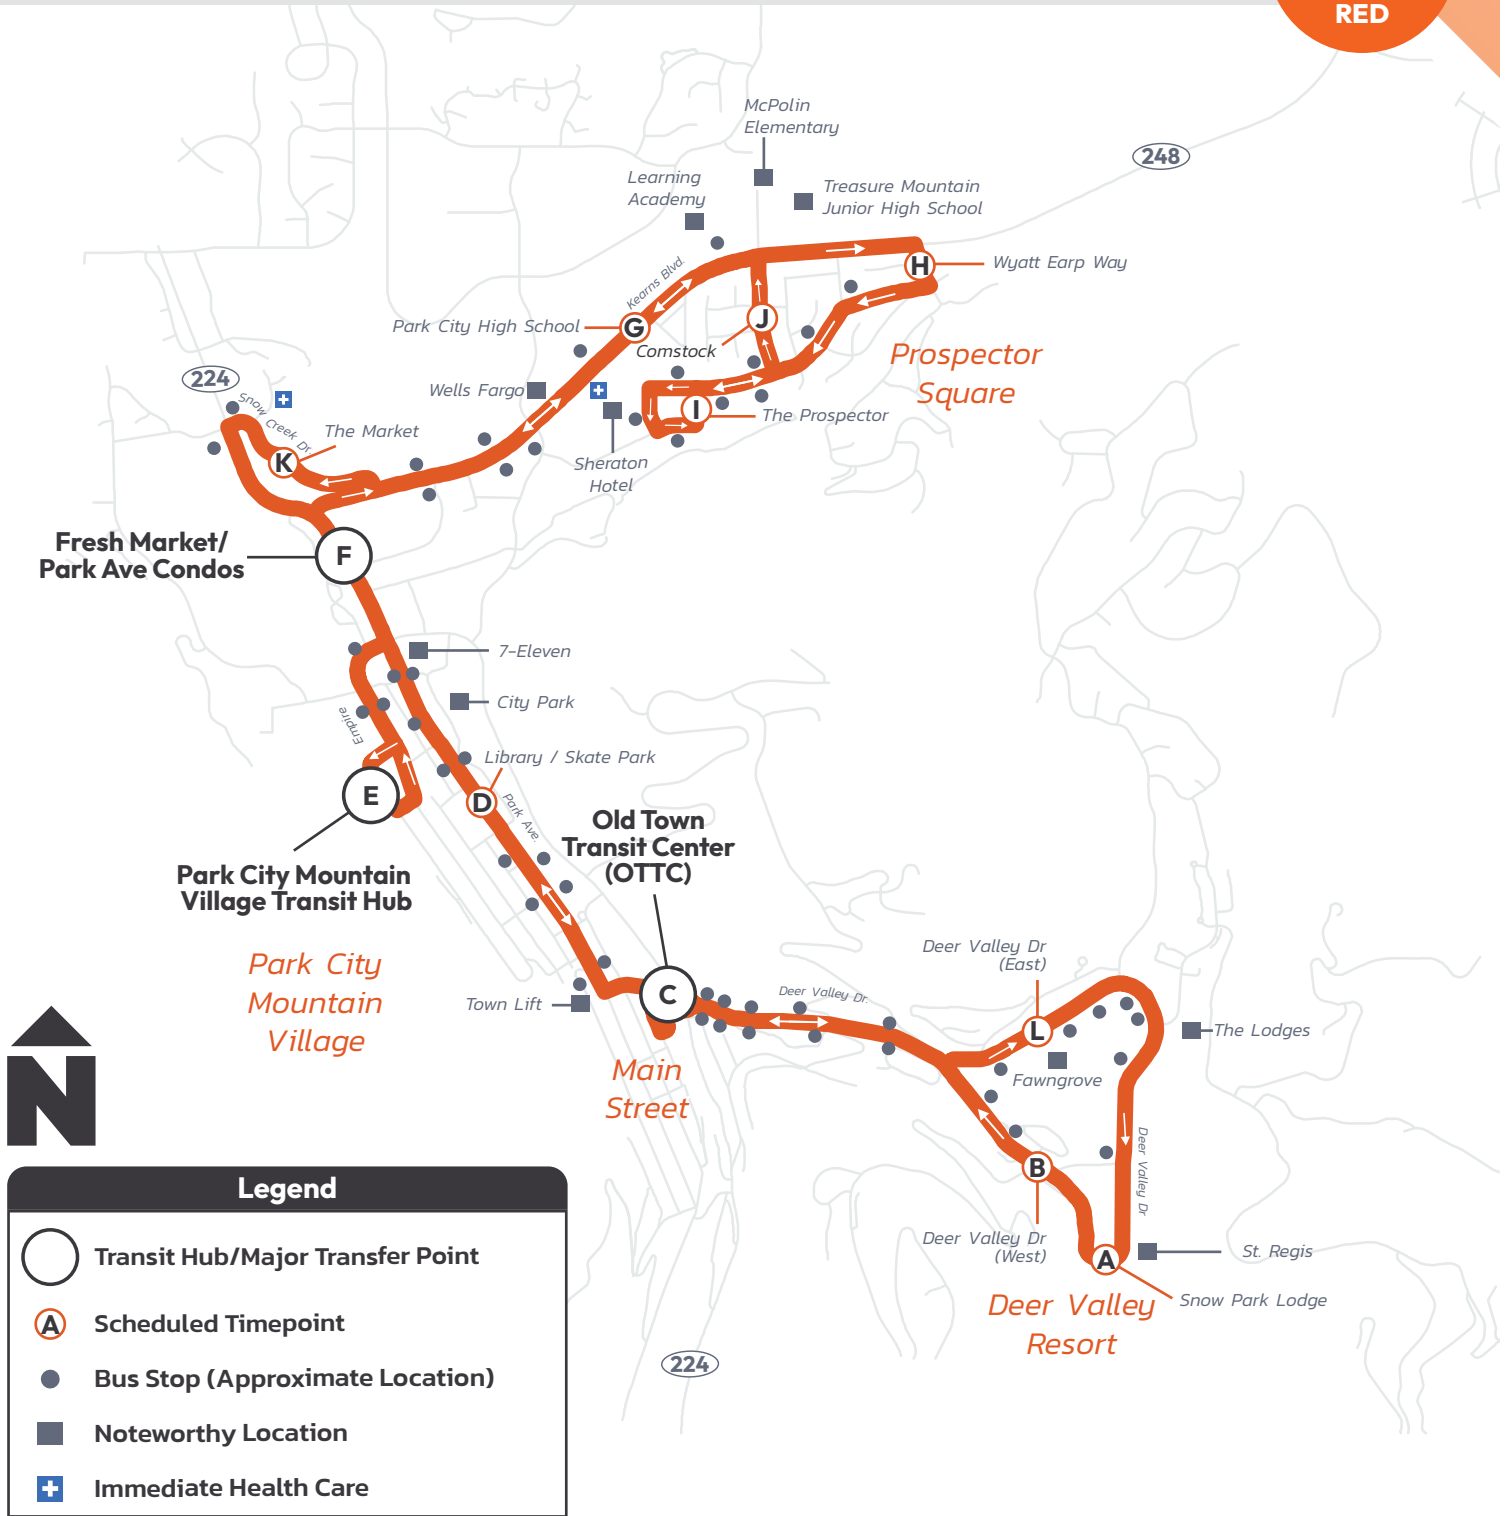 RED
McPolin
Elementary
248
Learning
Academy
Treasure Mountain
Junior High School
H
Wyatt Earp Way
Kearns Blvd.
J
Park City High School
G
Comstock
Prospector
Square
224
Wells Fargo
Snow Creek Dr
I
The Prospector
The Market
K
Sheraton
Hotel
Fresh Market/
Park Ave Condos
F
7-Eleven
City Park
Empire
Library / Skate Park
E
D
Park Ave.
Old Town
Transit Center
(OTTC)
Park City Mountain
Village Transit Hub
Park City
Mountain
Village
Deer Valley Dr
(East)
Town Lift
C
Deer Valley Dr.
L
The Lodges
Fawngrove
Main
Street
Deer Valley Dr
B
N
Legend
Deer Valley Dr
(West)
A
St. Regis
Snow Park Lodge
Deer Valley
Resort
Transit Hub/Major Transfer Point
A
Scheduled Timepoint
224
Bus Stop (Approximate Location)
Noteworthy Location
Immediate Health Care